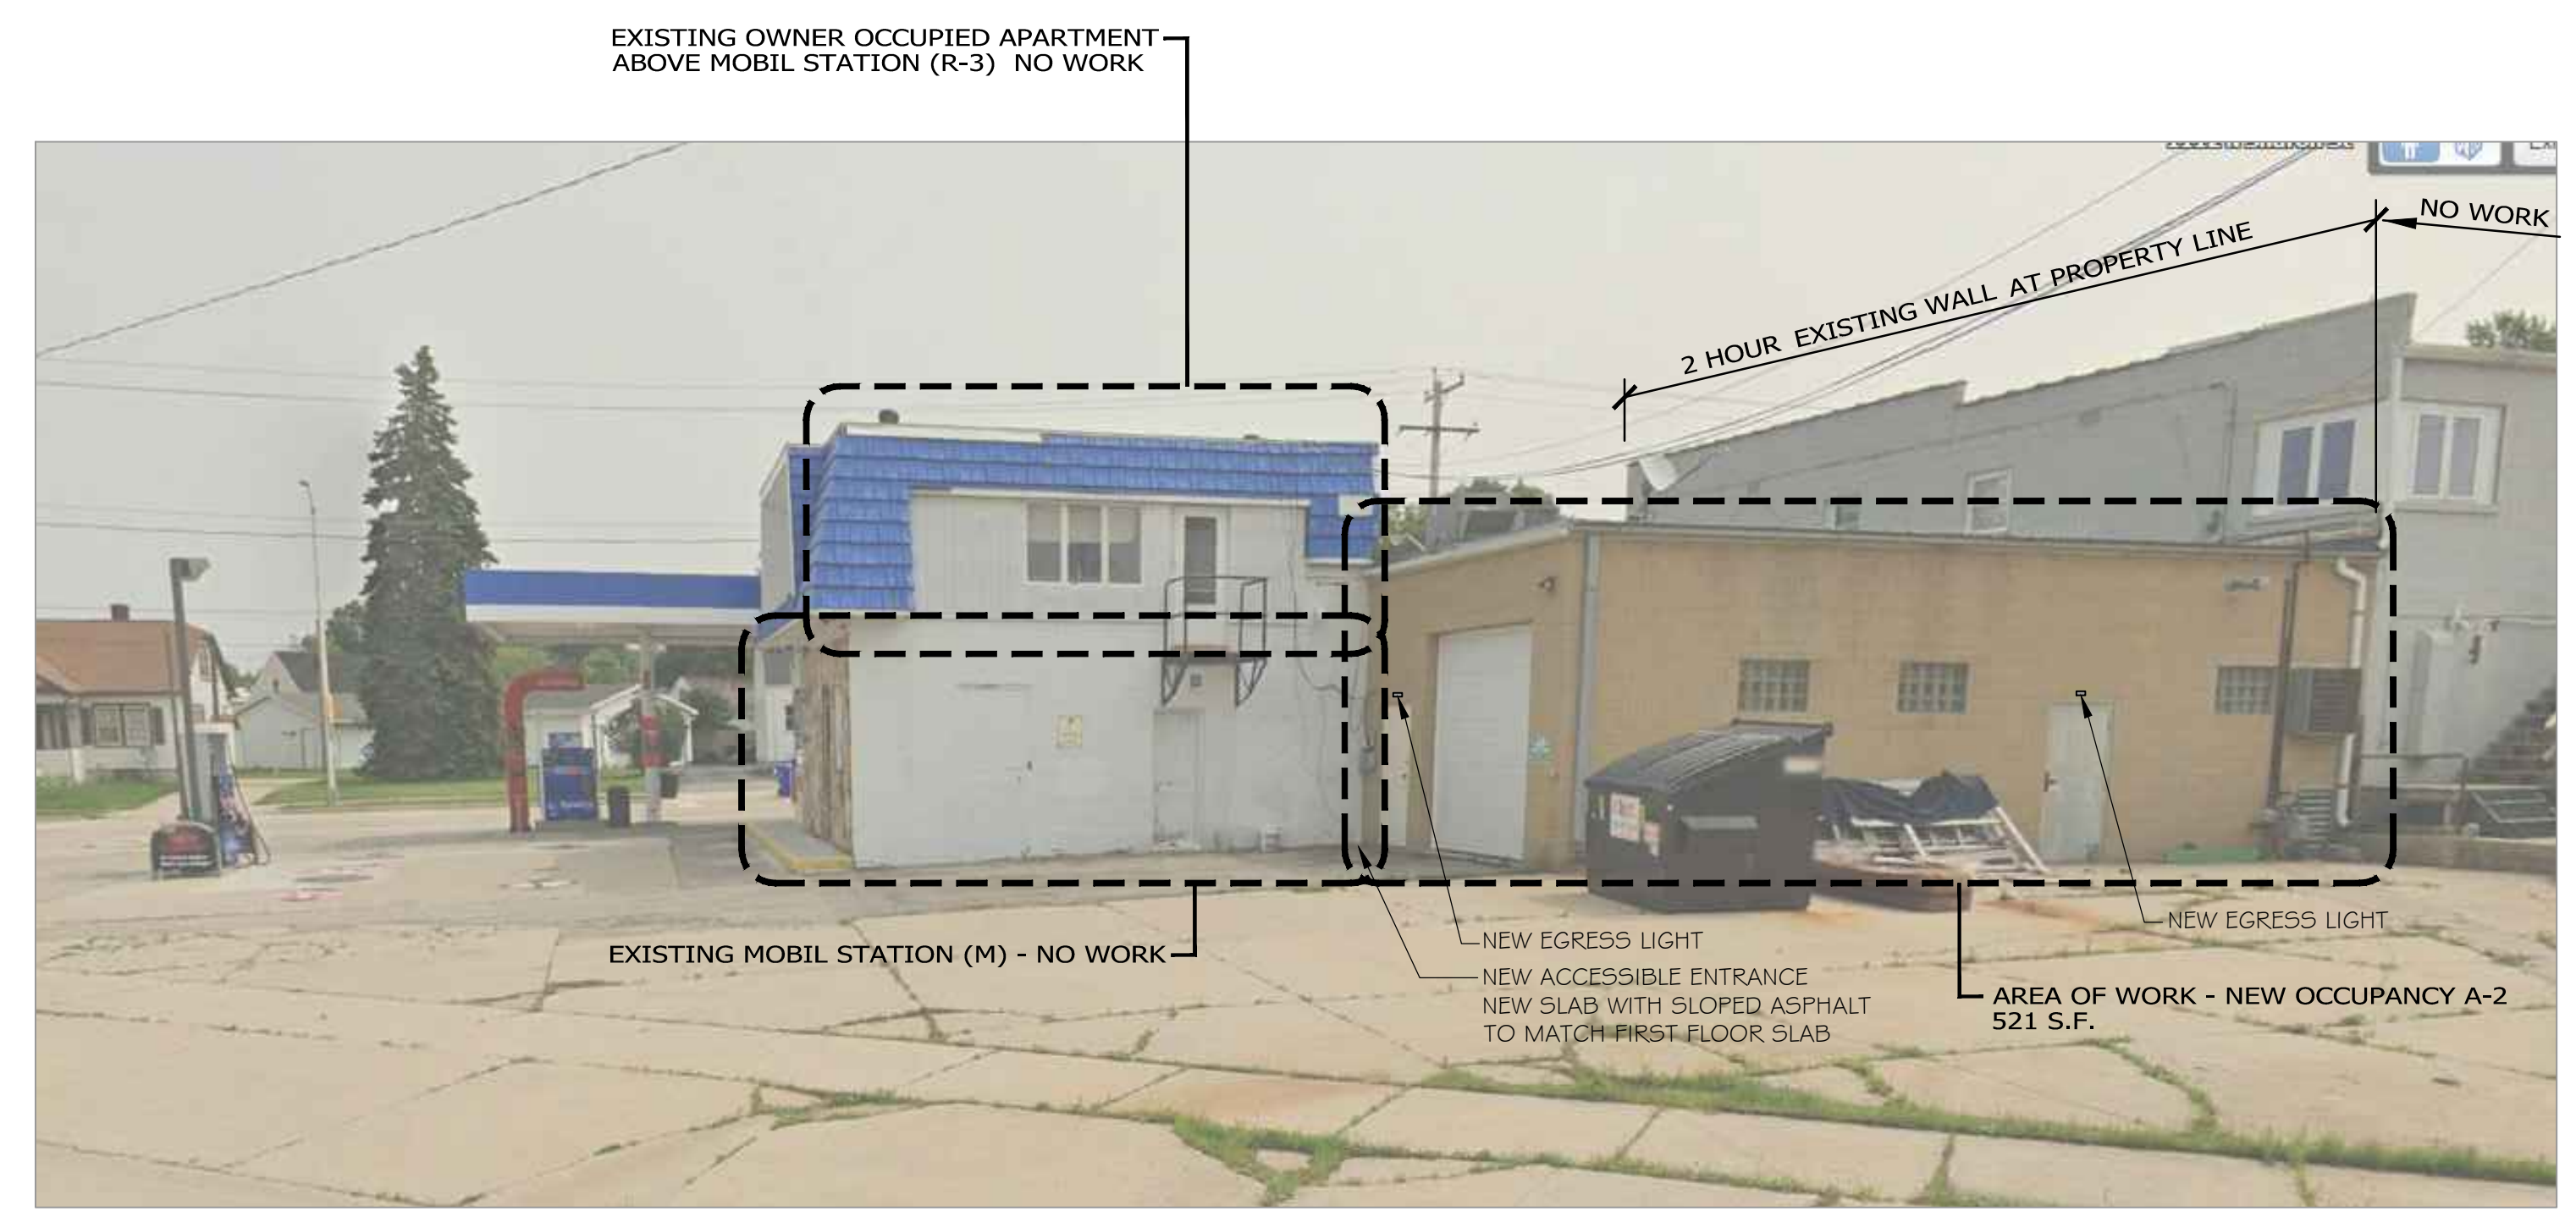 EXISTING OWNER OCCUPIED APARTMENT
ABOVE MOBIL STATION (R-3) NO WORK
NO WORK
2 HOUR EXISTING WALL AT PROPERTY LINE
NEW EGRESS LIGHT
NEW EGRESS LIGHT
EXISTING MOBIL STATION (M) - NO WORK
NEW ACCESSIBLE ENTRANCE
NEW SLAB WITH SLOPED ASPHALT
TO MATCH FIRST FLOOR SLAB
AREA OF WORK - NEW OCCUPANCY A-2
521 S.F.